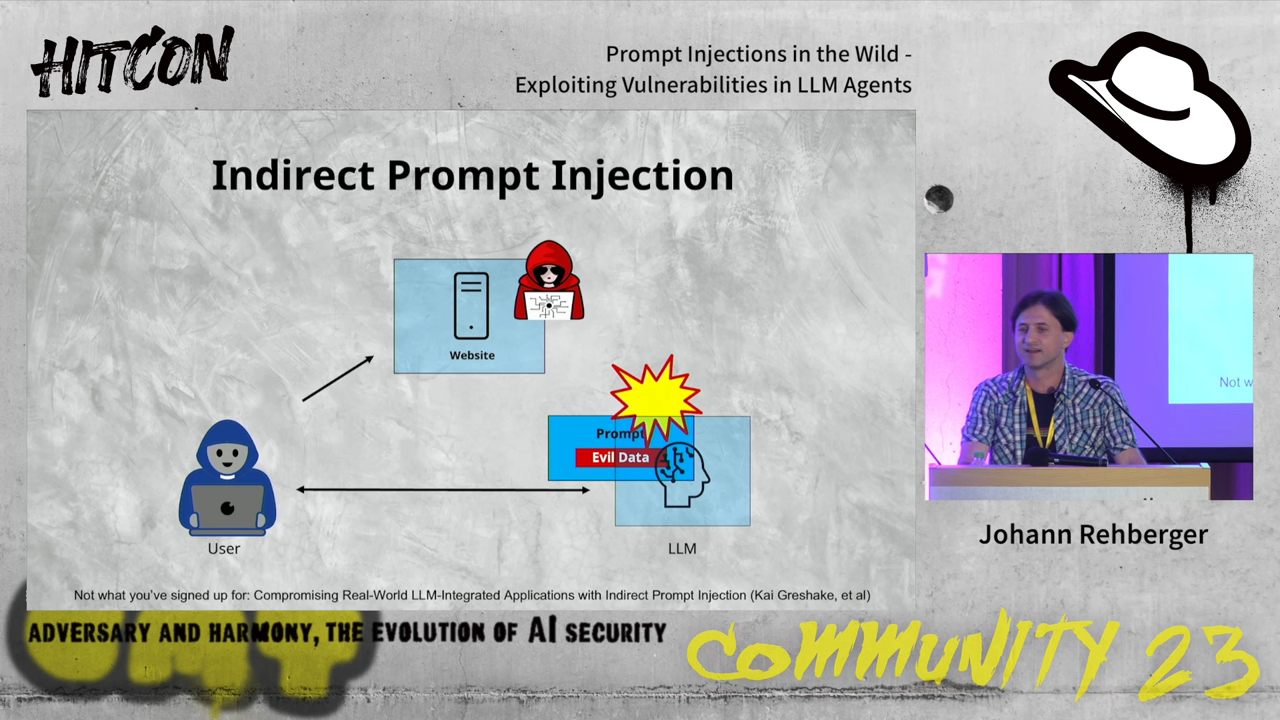 HITCON
Prompt Injections in the Wild -
Exploiting Vulnerabilities in LLM Agents
Indirect Prompt Injection
Website
Prompt
Evil Data
User
LLM
Not what you've signed up for: Compromising Real-World LLM-Integrated Applications with Indirect Prompt Injection (Kai Greshake, et al)
Not w
Johann Rehberger
ADVERSARY AND HARMONY, THE EVOLUTION OF AI SECURITY
COMMUNITY 23